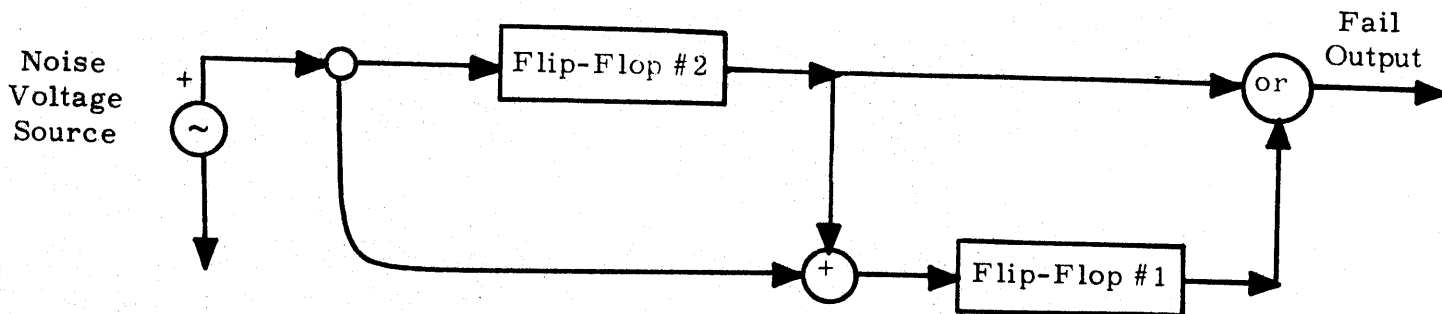 Noise
Voltage
Source
+
~
Flip-Flop #2
or
Fail
Output
+
Flip-Flop #1